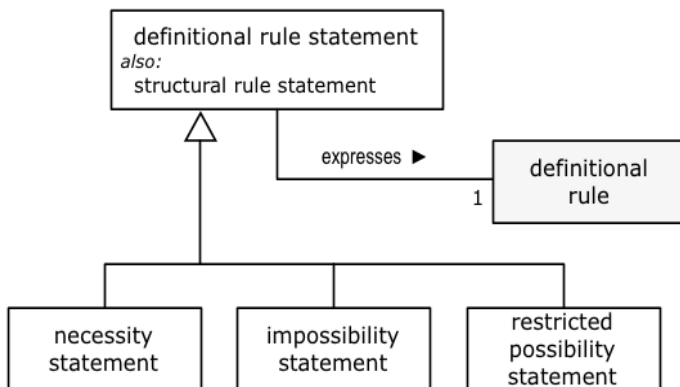 definitional rule statement
also:
structural rule statement
expresses ►
definitional
rule
1
necessity
statement
impossibility
statement
restricted
possibility
statement